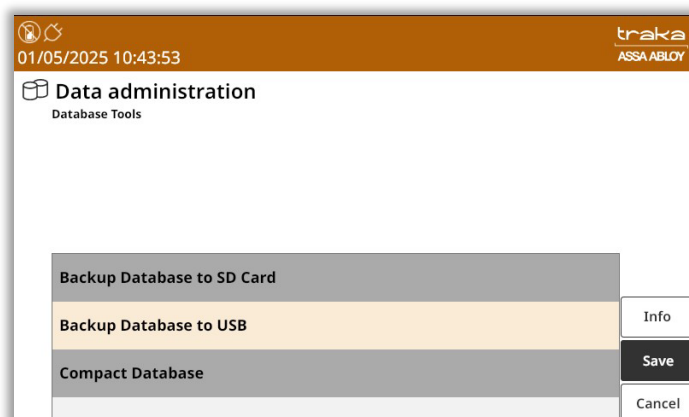 01/05/2025 10:43:53
traka
ASSA ABLOY
Data administration
Database Tools
Backup Database to SD Card
Backup Database to USB
Compact Database
Info
Save
Cancel